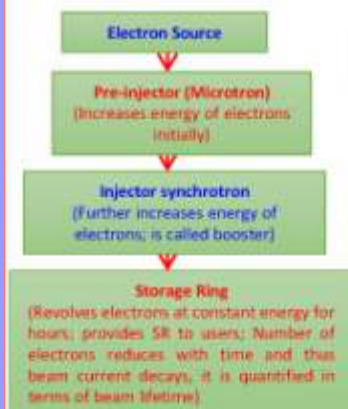 Electron Source
Pre-injector (Microtron)
(Increases energy of electrons
initially)
Injector synchrotron
(Further increases energy of
electrons; is called booster)
Storage Ring
(Revolves electrons at constant energy for
hours; provides SR to users; Number of
electrons reduces with time and thus
beam current decays, it is quantified in
terms of beam lifetime)